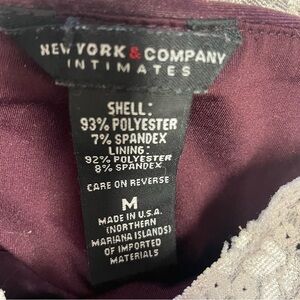 NEW YORK & COMPANY
INTIMATES
SHELL:
93% POLYESTER
7% SPANDEX
LINING:
92% POLYESTER
8% SPANDEX
CARE ON REVERSE
M
MADE IN U.S.A.
(NORTHERN
MARIANA ISLANDS)
OF IMPORTED
MATERIALS